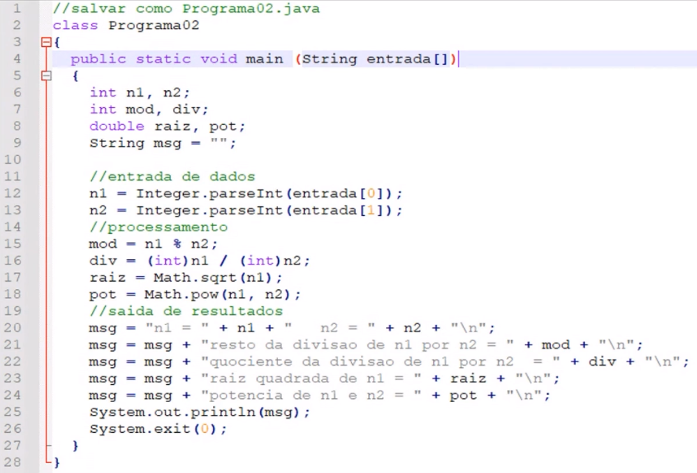 1 //salvar como Programa02.java
2 class Programa02
3 {
4 public static void main (String entrada[])
5 {
6 int n1, n2;
7 int mod, div;
8 double raiz, pot;
9 String msg = "";
10
11 //entrada de dados
12 n1 = Integer.parseInt(entrada[0]);
13 n2 = Integer.parseInt(entrada[1]);
14 //processamento
15 mod = n1 % n2;
16 div = (int)n1 / (int)n2;
17 raiz = Math.sqrt(n1);
18 pot = Math.pow(n1, n2);
19 //saida de resultados
20 msg = "n1 = " + n1 + "   n2 = " + n2 + "\n";
21 msg = msg + "resto da divisao de n1 por n2 = " + mod + "\n";
22 msg = msg + "quociente da divisao de n1 por n2  = " + div + "\n";
23 msg = msg + "raiz quadrada de n1 = " + raiz + "\n";
24 msg = msg + "potencia de n1 e n2 = " + pot + "\n";
25 System.out.println(msg);
26 System.exit(0);
27 }
28 }